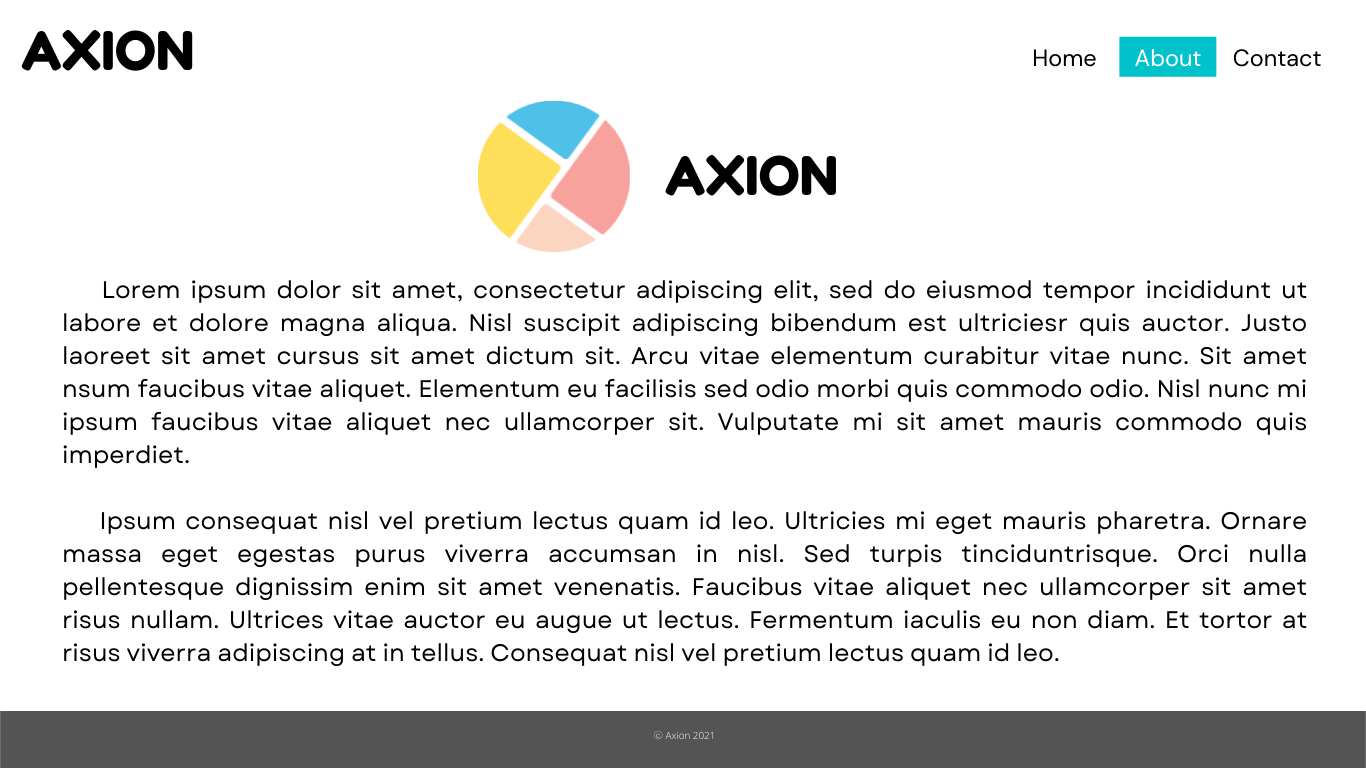 AXION
Home About Contact
AXION
Lorem ipsum dolor sit amet, consectetur adipiscing elit, sed do eiusmod tempor incididunt ut
labore et dolore magna aliqua. Nisl suscipit adipiscing bibendum est ultriciesr quis auctor. Justo
laoreet sit amet cursus sit amet dictum sit. Arcu vitae elementum curabitur vitae nunc. Sit amet
nsum faucibus vitae aliquet. Elementum eu facilisis sed odio morbi quis commodo odio. Nisl nunc mi
ipsum faucibus vitae aliquet nec ullamcorper sit. Vulputate mi sit amet mauris commodo quis
imperdiet.
Ipsum consequat nisl vel pretium lectus quam id leo. Ultricies mi eget mauris pharetra. Ornare
massa eget egestas purus viverra accumsan in nisl. Sed turpis tinciduntrisque. Orci nulla
pellentesque dignissim enim sit amet venenatis. Faucibus vitae aliquet nec ullamcorper sit amet
risus nullam. Ultrices vitae auctor eu augue ut lectus. Fermentum iaculis eu non diam. Et tortor at
risus viverra adipiscing at in tellus. Consequat nisl vel pretium lectus quam id leo.
© Axion 2021